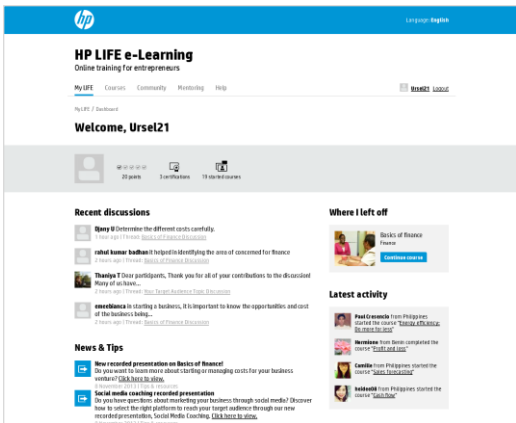 hp
Language: English
HP LIFE e-Learning
Online training for entrepreneurs
My LIFE Courses Community Mentoring Help
Ursel21 Logout
My LIFE / Dashboard
Welcome, Ursel21
20 points 3 certifications 19 started courses
Recent discussions
Djany U Determine the different costs carefully.
1 hour ago | Thread: Basics of Finance Discussion
rahul kumar badhan it helped in identifying the area of concerned for finance
2 hours ago | Thread: Basics of Finance Discussion
Thaniya T Dear participants, Thank you for all of your contributions to the discussion!
Many of us have...
2 hours ago | Thread: Your Target Audience from Discussion
emeebianca in starting a business, it is important to know the opportunities and cost
of the business being...
2 hours ago | Thread: Basics of Finance Discussion
News & Tips
New recorded presentation on Basics of finance!
Do you want to learn more about starting or managing costs for your business
venture? Click here to view.
8 November 2013 | Tips & resources
Social media coaching recorded presentation
Do you have questions about marketing your business through social media? Discover
how to select the right platform to reach your target audience through our new
recorded presentation, Social Media Coaching. Click here to view.
Where I left off
Basics of finance
Finance
Continue course
Latest activity
Paul Crescencio from Philippines
started the course "Energy efficiency:
Do more for less"
Hermione from Benin completed the
course "Profit and loss"
Camilla from Philippines started the
course "Sales forecasting"
from Philippines started the
course "Cash flow"